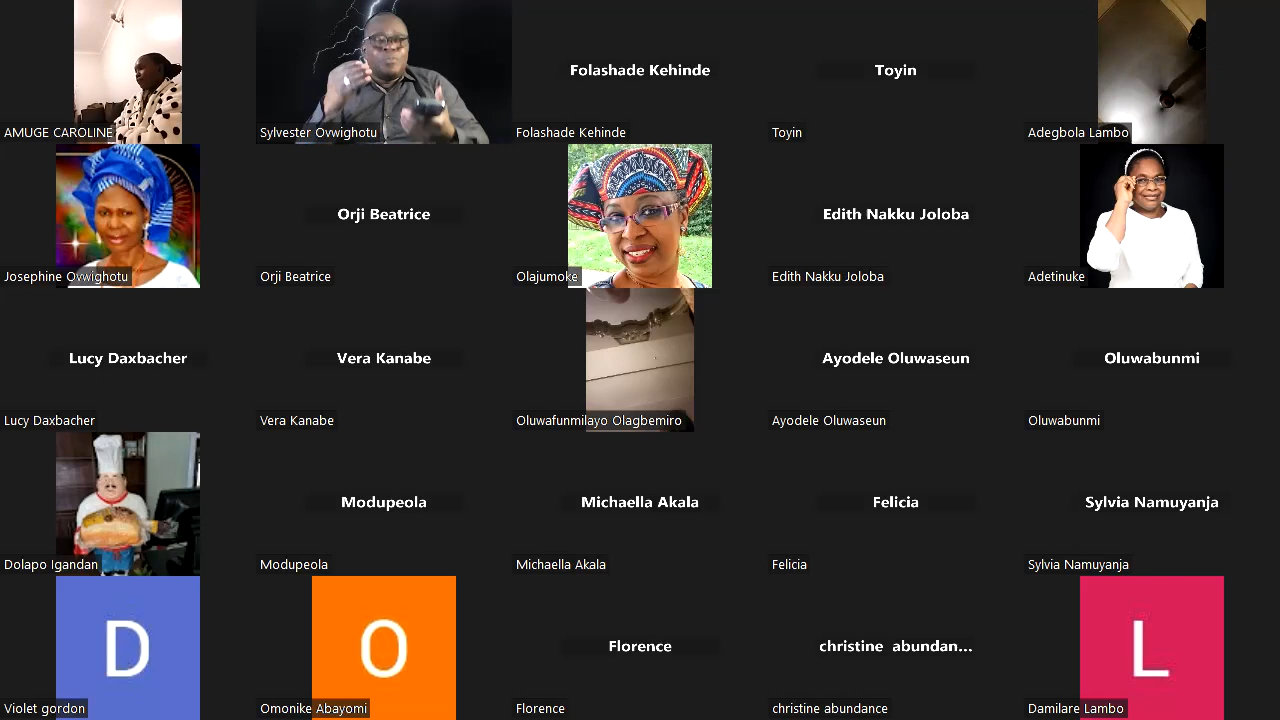 Folashade Kehinde
Toyin
AMUGE CAROLINE
Sylvester Ovwighotu
Folashade Kehinde
Toyin
Adegbola Lambo
Orji Beatrice
Edith Nakku Joloba
Josephine Ovwighotu
Orji Beatrice
Olajumoke
Edith Nakku Joloba
Adetinuke
Lucy Daxbacher
Vera Kanabe
Ayodele Oluwaseun
Oluwabunmi
Lucy Daxbacher
Vera Kanabe
Oluwafunmilayo Olagbemiro
Ayodele Oluwaseun
Oluwabunmi
Modupeola
Michaella Akala
Felicia
Sylvia Namuyanja
Dolapo Igandan
Modupeola
Michaella Akala
Felicia
Sylvia Namuyanja
D
O
Florence
christine abundan...
L
Violet gordon
Omonike Abayomi
Florence
christine abundance
Damilare Lambo